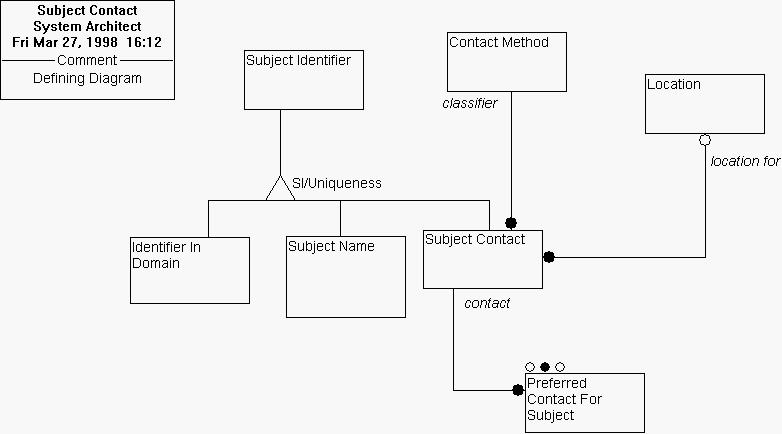 Subject Contact
System Architect
Fri Mar 27, 1998 16:12
Comment
Defining Diagram
Subject Identifier
Contact Method
Location
classifier
location for
SI/Uniqueness
Identifier In
Domain
Subject Name
Subject Contact
contact
Preferred
Contact For
Subject